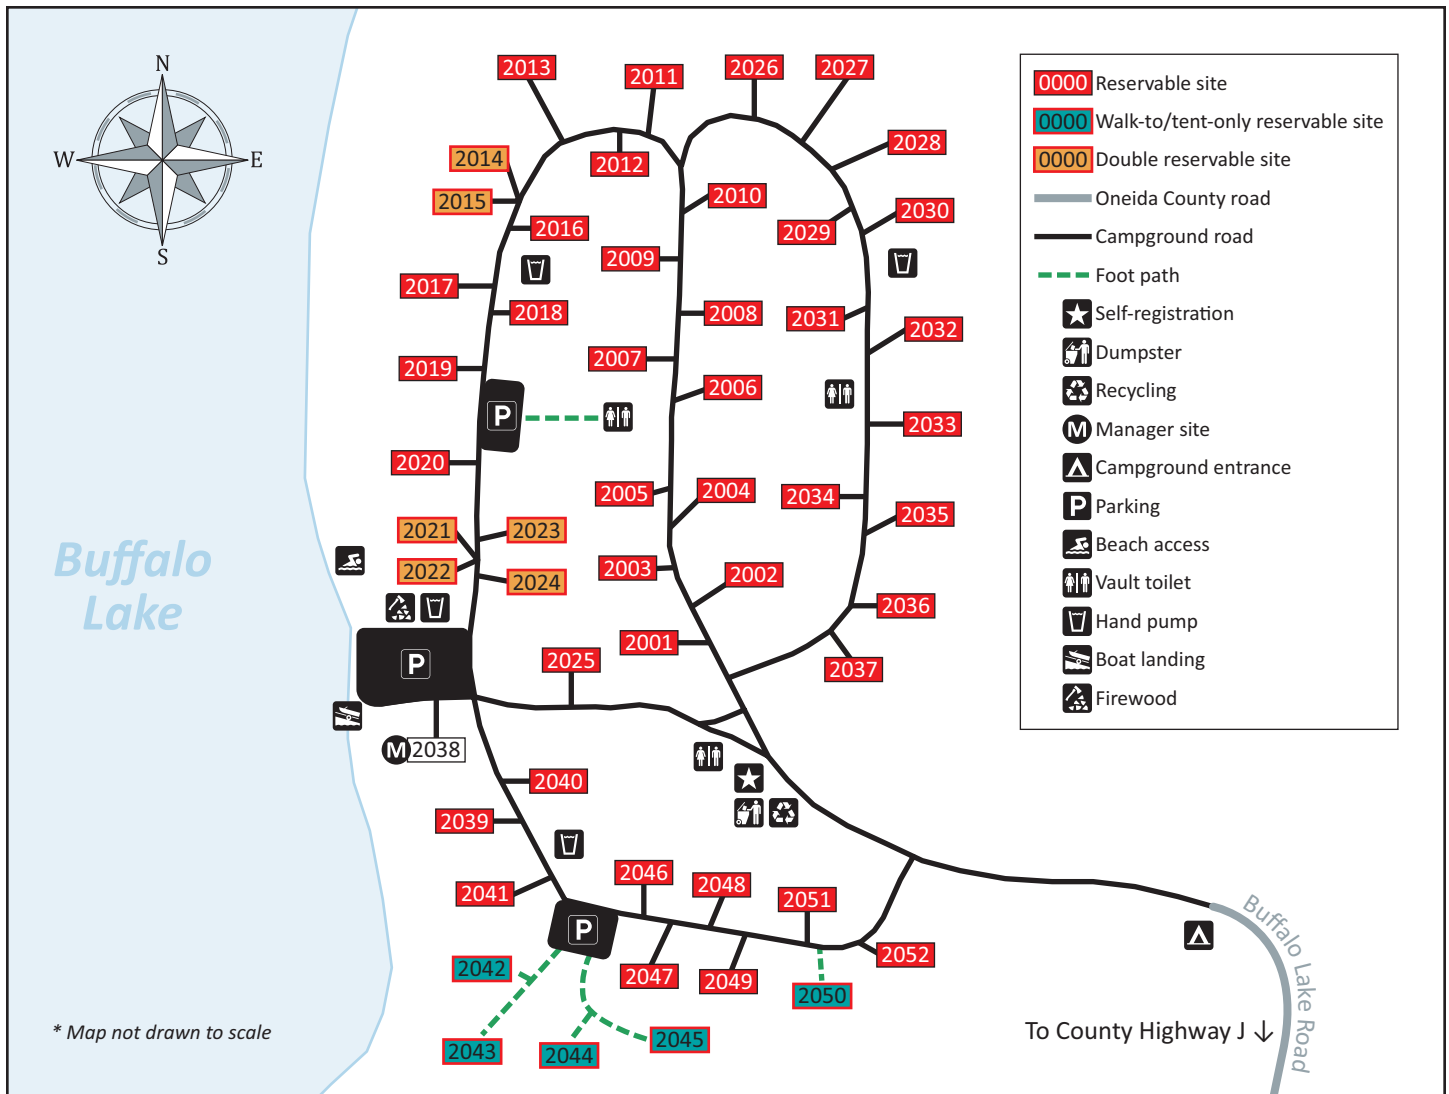 N
W E
S
2013
2011
2026
2027
2028
2014
2012
2015
2010
2030
2016
2029
2009
2017
2018
2008
2031
2032
2007
2019
2006
P
2033
2020
2005
2004
2034
2035
2021
2023
2003
2002
2022
2024
2036
2001
2025
2037
P
M 2038
2040
2039
2046
2048
2041
2051
P
2052
2042
2047
2049
2050
2045
2043
2044
Buffalo
Lake
* Map not drawn to scale
0000 Reservable site
0000 Walk-to/tent-only reservable site
0000 Double reservable site
Oneida County road
Campground road
Foot path
Self-registration
Dumpster
Recycling
M Manager site
Campground entrance
P Parking
Beach access
Vault toilet
Hand pump
Boat landing
Firewood
Buffalo Lake Road
To County Highway J ↓